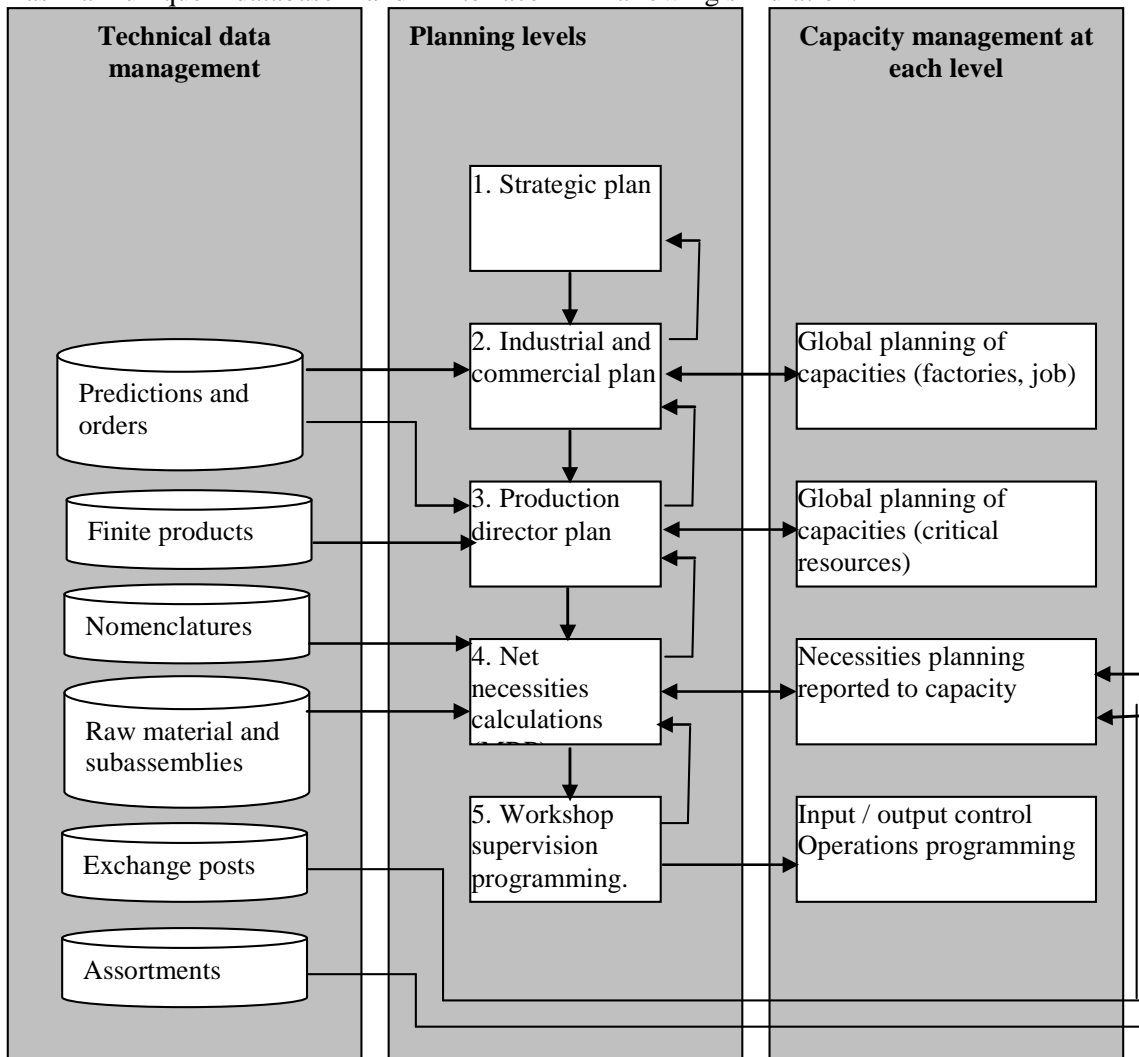 Technical data
management
Planning levels
Capacity management at
each level
1. Strategic plan
2. Industrial and
commercial plan
Global planning of
capacities (factories, job)
Predictions and
orders
3. Production
director plan
Global planning of
capacities (critical
resources)
Finite products
Nomenclatures
4. Net
necessities
calculations
Necessities planning
reported to capacity
Raw material and
subassemblies
5. Workshop
supervision
programming.
Input / output control
Operations programming
Exchange posts
Assortments